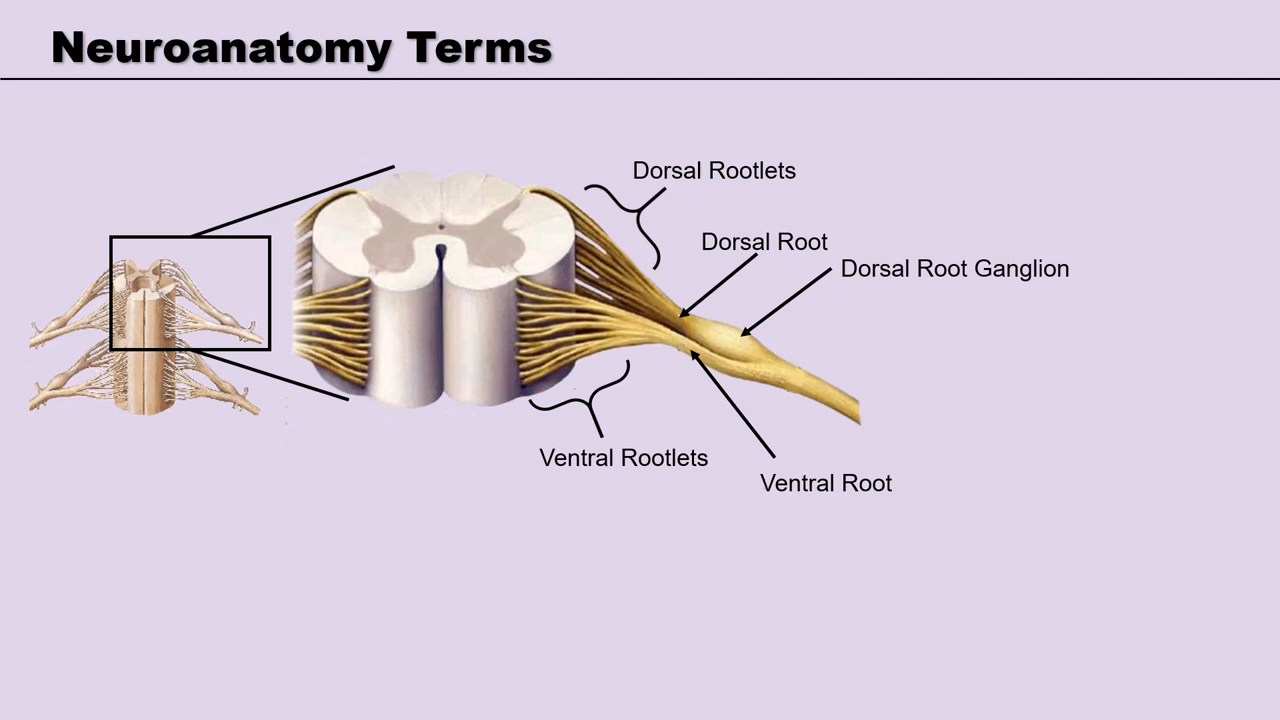 Neuroanatomy Terms
Dorsal Rootlets
Dorsal Root
Dorsal Root Ganglion
Ventral Rootlets
Ventral Root